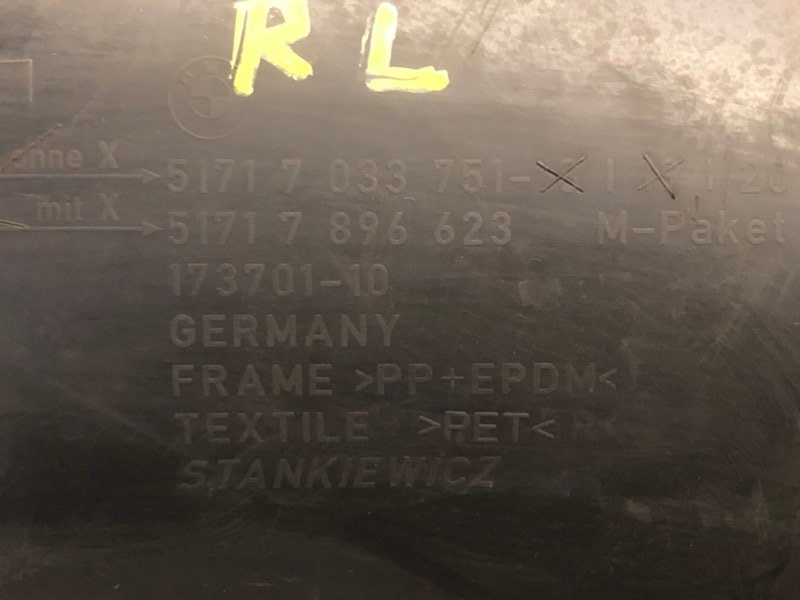 R L
ohne X
5171 7 033 751-
mit X
5171 7 896 623 M-Paket
173701-10
GERMANY
FRAME >PP+EPDM<
TEXTILE >PET<
STANKIEWICZ